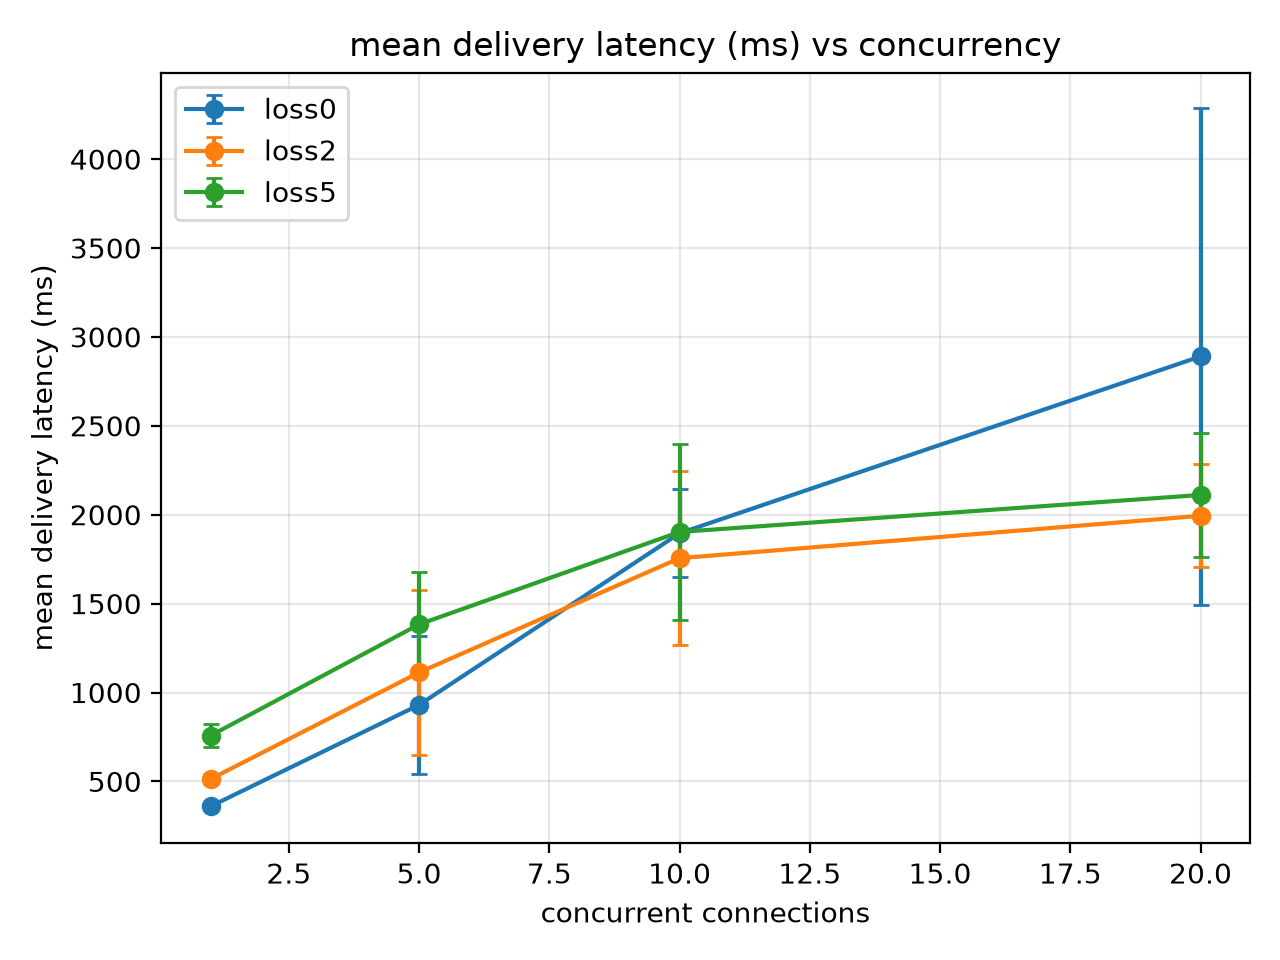 mean delivery latency (ms) vs concurrency
loss0
loss2
loss5
4000
3500
3000
2500
2000
1500
1000
500
mean delivery latency (ms)
2.5 5.0 7.5 10.0 12.5 15.0 17.5 20.0
concurrent connections